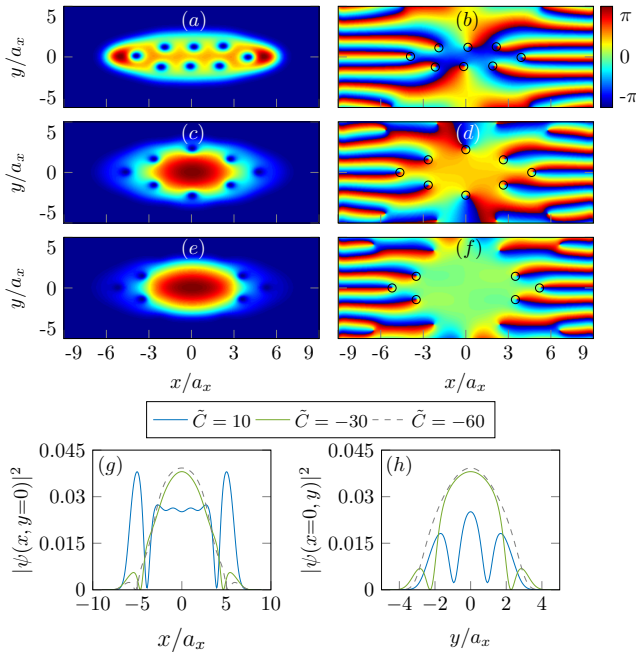 (a) (b) π
5 0 -5 y/a_x 0 -π
(c) (d)
5 0 -5 y/a_x
(e) (f)
5 0 -5 y/a_x
-9 -6 -3 0 3 6 9 -9 -6 -3 0 3 6 9
x/a_x x/a_x
C̃ = 10 C̃ = −30 C̃ = −60
(g) 0.045 0.03 0.015 0 |ψ(x, y=0)|² (h) 0.045 0.03 0.015 0 |ψ(x=0, y)|²
−10 −5 0 5 10 −4 −2 0 2 4
x/a_x y/a_x